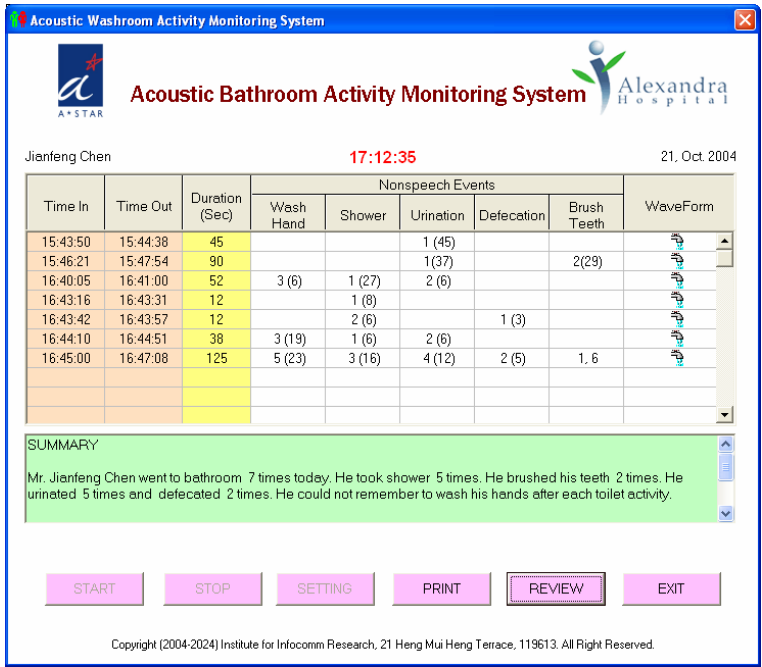 Acoustic Washroom Activity Monitoring System
A*STAR
Acoustic Bathroom Activity Monitoring System
Alexandra
Hospital
Jianfeng Chen 17:12:35 21, Oct. 2004
Time In Time Out Duration (Sec) Nonspeech Events WaveForm
Wash Hand Shower Urination Defecation Brush Teeth
15:43:50 15:44:38 45 1 (45)
15:46:21 15:47:54 90 1(37) 2(29)
16:40:05 16:41:00 52 3 (6) 1 (27) 2 (6)
16:43:16 16:43:31 12 1 (8)
16:43:42 16:43:57 12 2 (6) 1 (3)
16:44:10 16:44:51 38 3 (19) 1 (6) 2 (6)
16:45:00 16:47:08 125 5 (23) 3 (16) 4 (12) 2 (5) 1, 6
SUMMARY
Mr. Jianfeng Chen went to bathroom 7 times today. He took shower 5 times. He brushed his teeth 2 times. He
urinated 5 times and defecated 2 times. He could not remember to wash his hands after each toilet activity.
START STOP SETTING PRINT REVIEW EXIT
Copyright (2004-2024) Institute for Infocomm Research, 21 Heng Mui Heng Terrace, 119613. All Right Reserved.